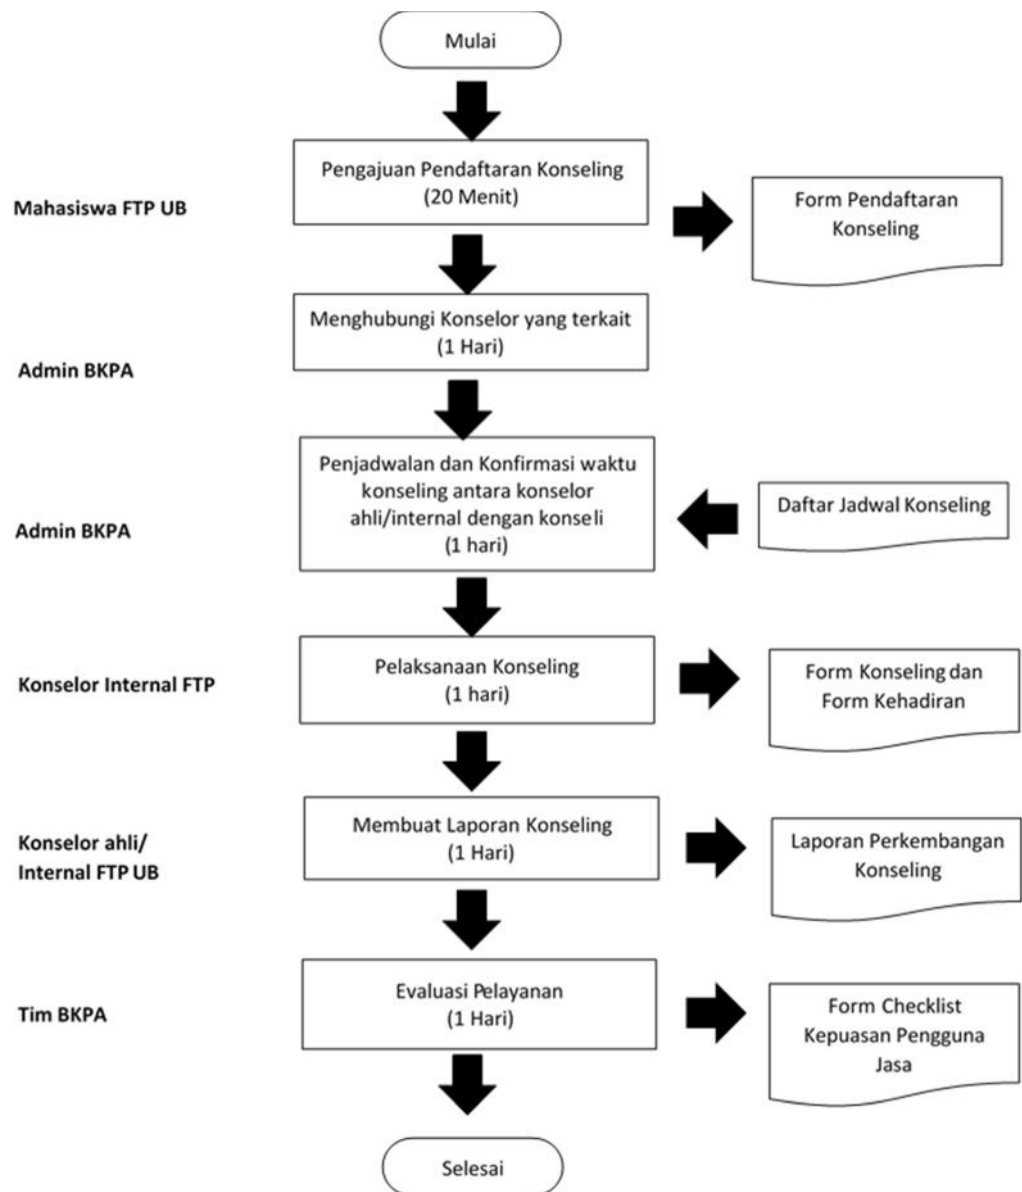 Mulai
Mahasiswa FTP UB
Pengajuan Pendaftaran Konseling
(20 Menit)
Form Pendaftaran
Konseling
Admin BKPA
Menghubungi Konselor yang terkait
(1 Hari)
Admin BKPA
Penjadwalan dan Konfirmasi waktu
konseling antara konselor
ahli/internal dengan konseli
(1 hari)
Daftar Jadwal Konseling
Konselor Internal FTP
Pelaksanaan Konseling
(1 hari)
Form Konseling dan
Form Kehadiran
Konselor ahli/
Internal FTP UB
Membuat Laporan Konseling
(1 Hari)
Laporan Perkembangan
Konseling
Tim BKPA
Evaluasi Pelayanan
(1 Hari)
Form Checklist
Kepuasan Pengguna
Jasa
Selesai